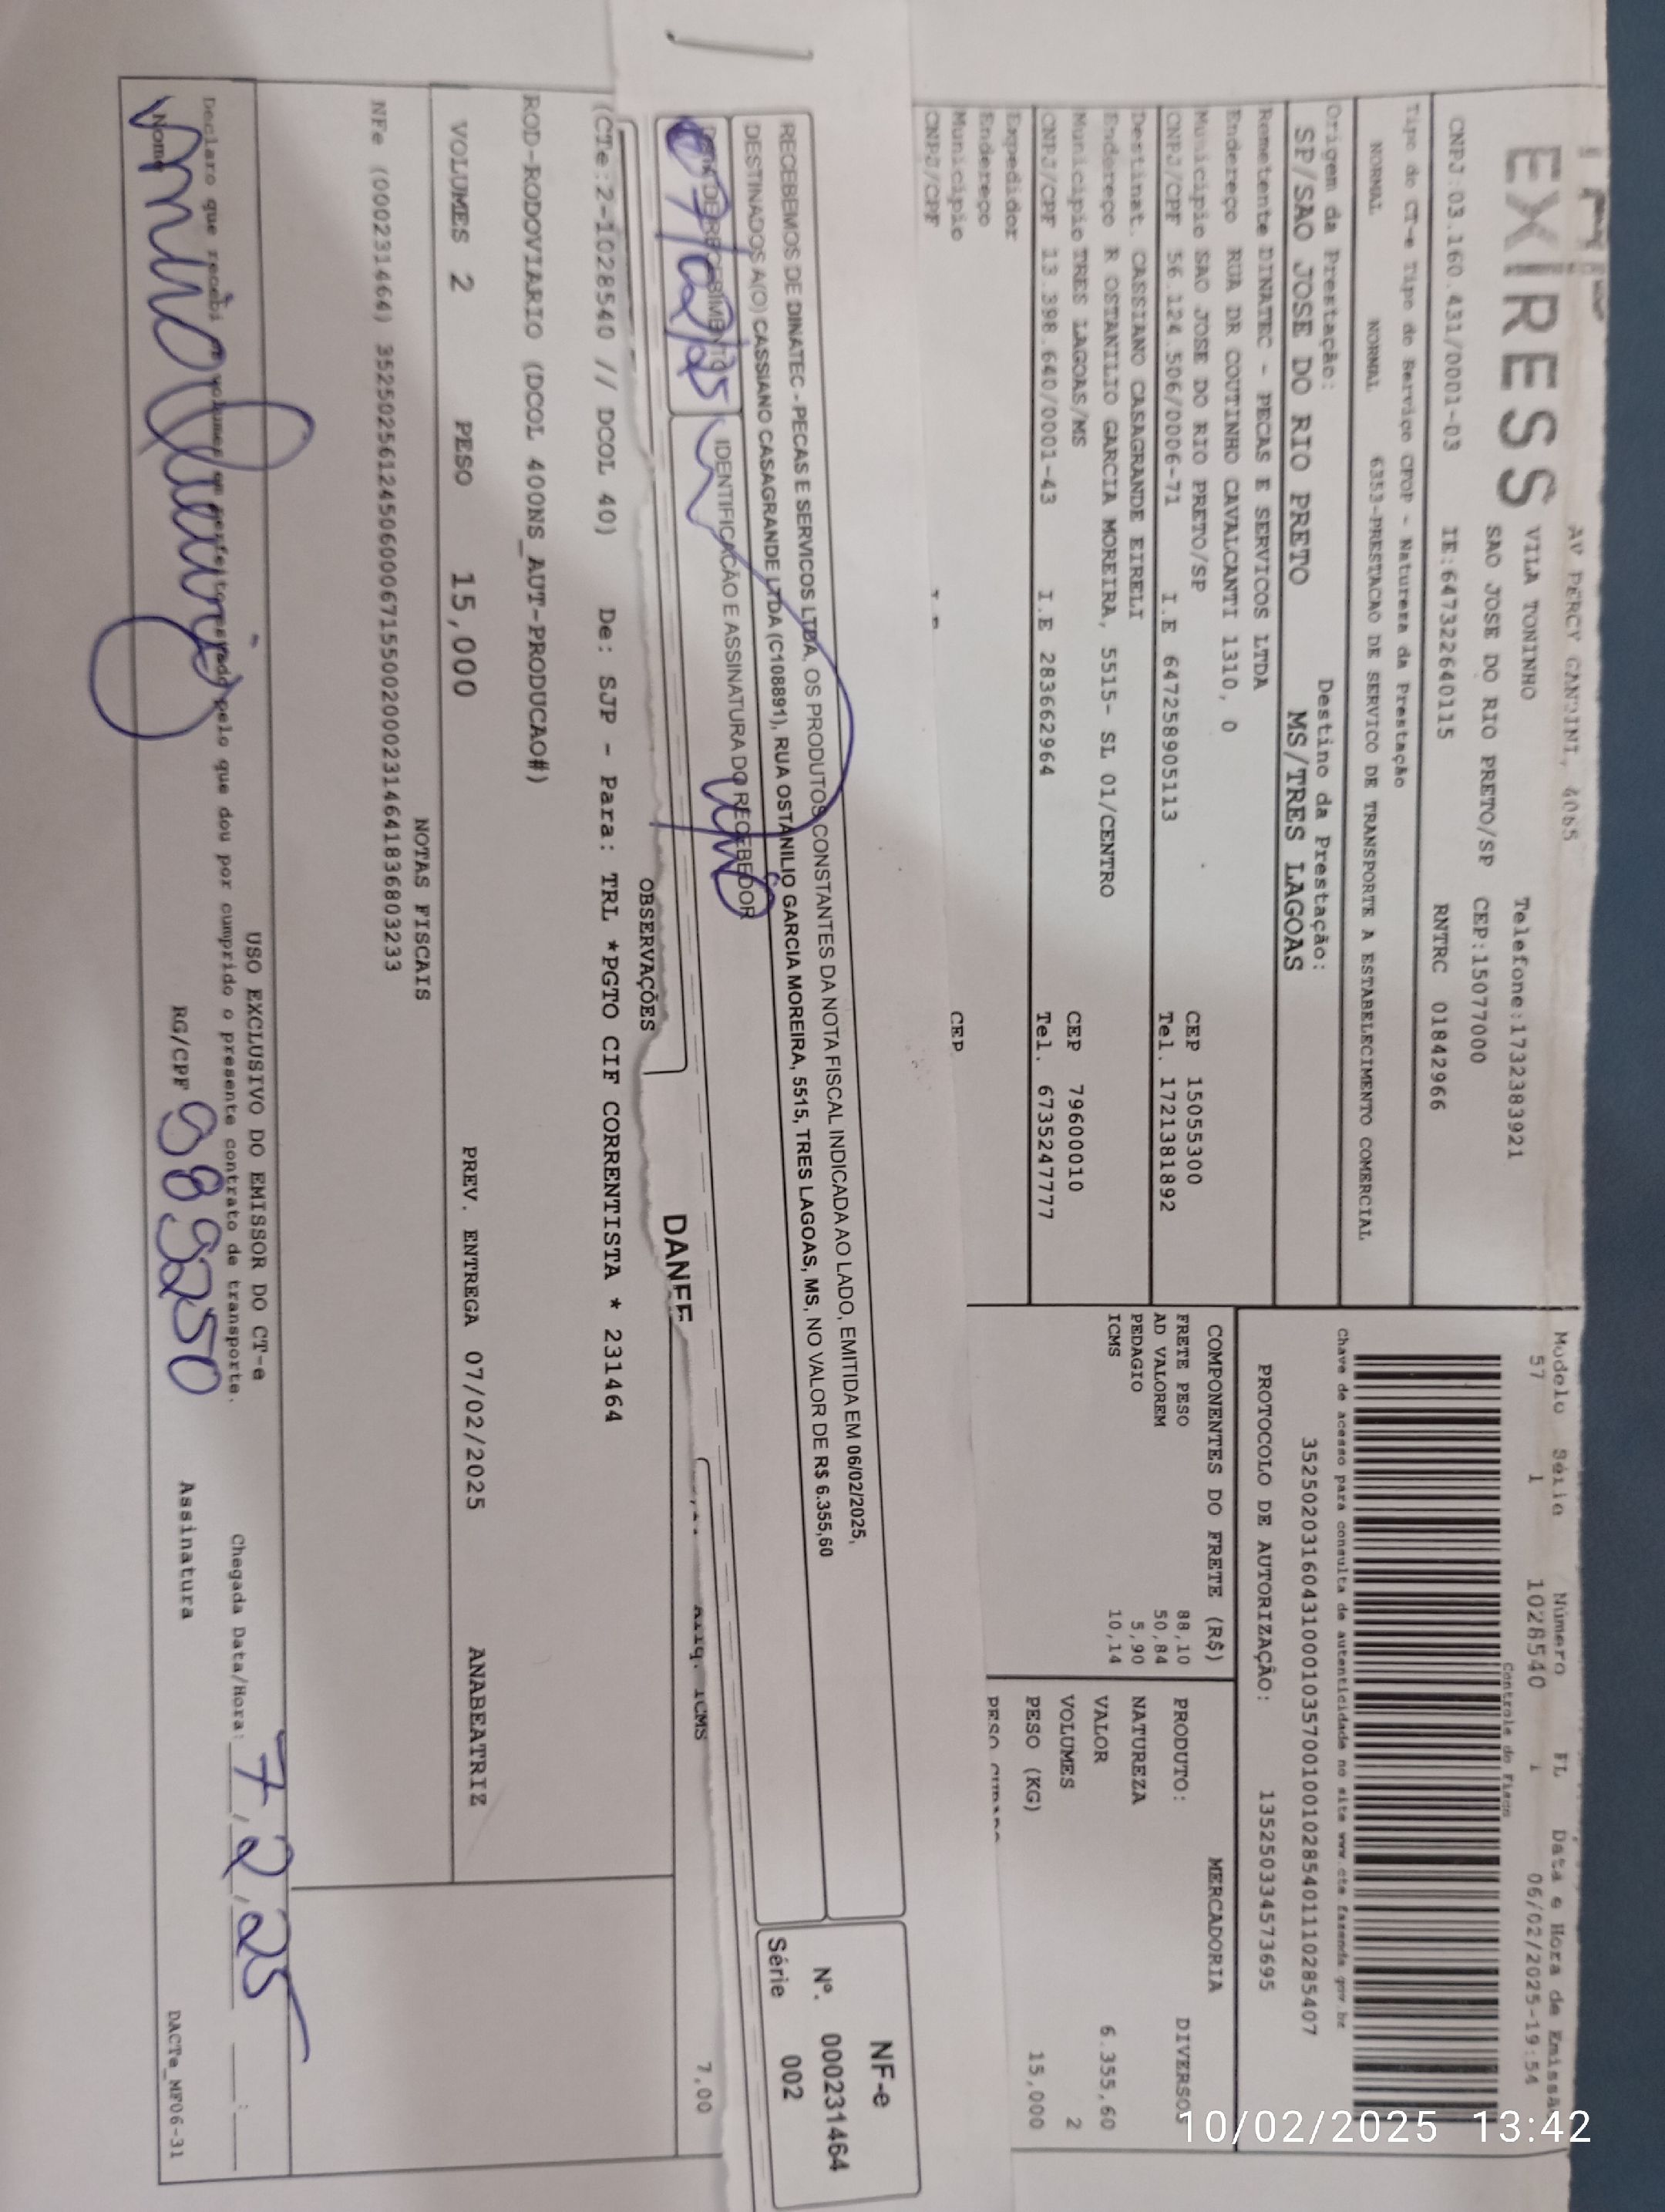 EXPRESS
AV PERCY GANDINI, 4065
VILA TONINHO
Telefone:1732383921
SAO JOSE DO RIO PRETO/SP CEP:15077000
CNPJ:03.160.431/0001-03 IE:647322640115 RNTRC 01842966
Modelo Série Número FL Data e Hora de Emissã
57 1 1028540 1 06/02/2025-19:54
Controle do Fisco
Tipo do CT-e Tipo do Serviço CFOP - Natureza da Prestação
NORMAL NORMAL 6353-PRESTACAO DE SERVICO DE TRANSPORTE A ESTABELECIMENTO COMERCIAL
Chave de acesso para consulta de autenticidade no site www.cte.fazenda.gov.br
35250203160431000103570010010285401110285407
Origem da Prestação: Destino da Prestação:
SP/SAO JOSE DO RIO PRETO MS/TRES LAGOAS
PROTOCOLO DE AUTORIZAÇÃO: 135250334573695
Remetente DINATEC - PECAS E SERVICOS LTDA
Endereço RUA DR COUTINHO CAVALCANTI 1310, 0
Município SAO JOSE DO RIO PRETO/SP CEP 15055300
CNPJ/CPF 56.124.506/0006-71 I.E 647258905113 Tel. 1721381892
Destinat. CASSIANO CASAGRANDE EIRELI
Endereço R OSTANILIO GARCIA MOREIRA, 5515- SL 01/CENTRO
Município TRES LAGOAS/MS CEP 79600010
CNPJ/CPF 13.398.640/0001-43 I.E 283662964 Tel. 6735247777
Expedidor
Endereço
Município CEP
CNPJ/CPF
COMPONENTES DO FRETE (R$)
FRETE PESO 88,10
AD VALOREM 50,84
PEDAGIO 5,90
ICMS 10,14
MERCADORIA
PRODUTO: DIVERSOS
NATUREZA
VALOR 6.355,60
VOLUMES 2
PESO (KG) 15,000
PESO CUBADO
RECEBEMOS DE DINATEC - PECAS E SERVICOS LTDA, OS PRODUTOS CONSTANTES DA NOTA FISCAL INDICADA AO LADO, EMITIDA EM 06/02/2025,
DESTINADOS A(O) CASSIANO CASAGRANDE LTDA (C108891), RUA OSTANILIO GARCIA MOREIRA, 5515, TRES LAGOAS, MS, NO VALOR DE R$ 6.355,60
DATA DE RECEBIMENTO IDENTIFICAÇÃO E ASSINATURA DO RECEBEDOR
07/02/25
NF-e
Nº. 000231464
Série 002
DANFE
ICMS
7,00
OBSERVAÇÕES
(CTe:2-1028540 // DCOL 40) De: SJP - Para: TRL *PGTO CIF CORRENTISTA * 231464
ROD-RODOVIARIO (DCOL 400NS_AUT-PRODUCAO#)
VOLUMES 2 PESO 15,000 PREV. ENTREGA 07/02/2025 ANABEATRIZ
NOTAS FISCAIS
NFe (000231464) 35250256124506000671550020002314641836803233
USO EXCLUSIVO DO EMISSOR DO CT-e
Declaro que recebi os volumes em perfeito estado pelo que dou por cumprido o presente contrato de transporte.
Chegada Data/Hora: 7/2/25
Nome RG/CPF 989250 Assinatura
DACTe_MF06-31
10/02/2025 13:42